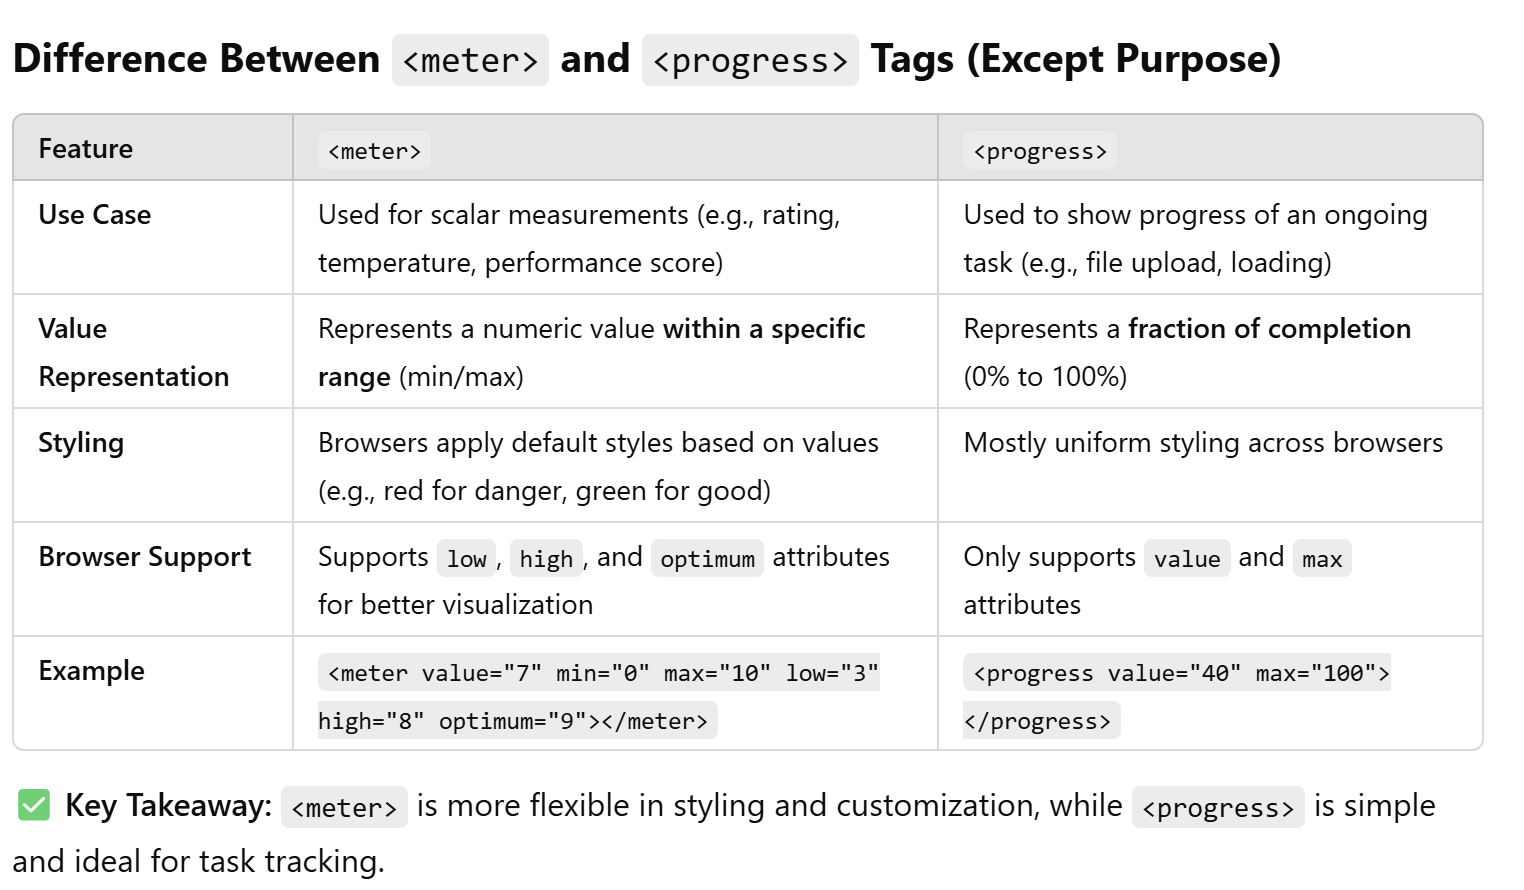 Difference Between <meter> and <progress> Tags (Except Purpose)
Feature <meter> <progress>
Use Case Used for scalar measurements (e.g., rating, Used to show progress of an ongoing
temperature, performance score) task (e.g., file upload, loading)
Value Represents a numeric value within a specific Represents a fraction of completion
Representation range (min/max) (0% to 100%)
Styling Browsers apply default styles based on values Mostly uniform styling across browsers
(e.g., red for danger, green for good)
Browser Support Supports low, high, and optimum attributes Only supports value and max
for better visualization attributes
Example <meter value="7" min="0" max="10" low="3" <progress value="40" max="100">
high="8" optimum="9"></meter> </progress>
✅ Key Takeaway: <meter> is more flexible in styling and customization, while <progress> is simple
and ideal for task tracking.